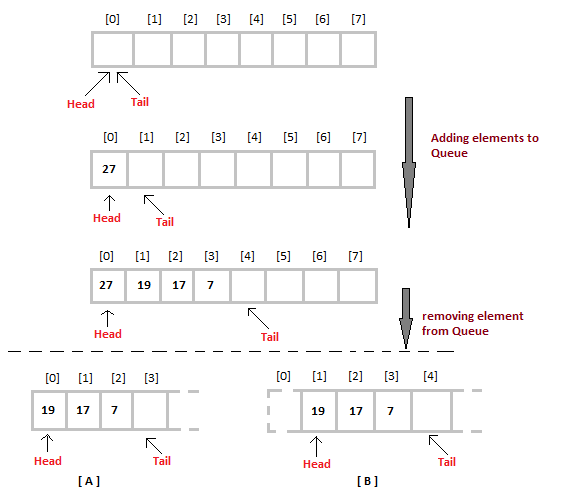 [0] [1] [2] [3] [4] [5] [6] [7]
Head Tail
Adding elements to
Queue
[0] [1] [2] [3] [4] [5] [6] [7]
27
Head Tail
[0] [1] [2] [3] [4] [5] [6] [7]
27 19 17 7
Head Tail
removing element
from Queue
[0] [1] [2] [3]
19 17 7
Head Tail
[ A ]
[0] [1] [2] [3] [4]
19 17 7
Head Tail
[ B ]